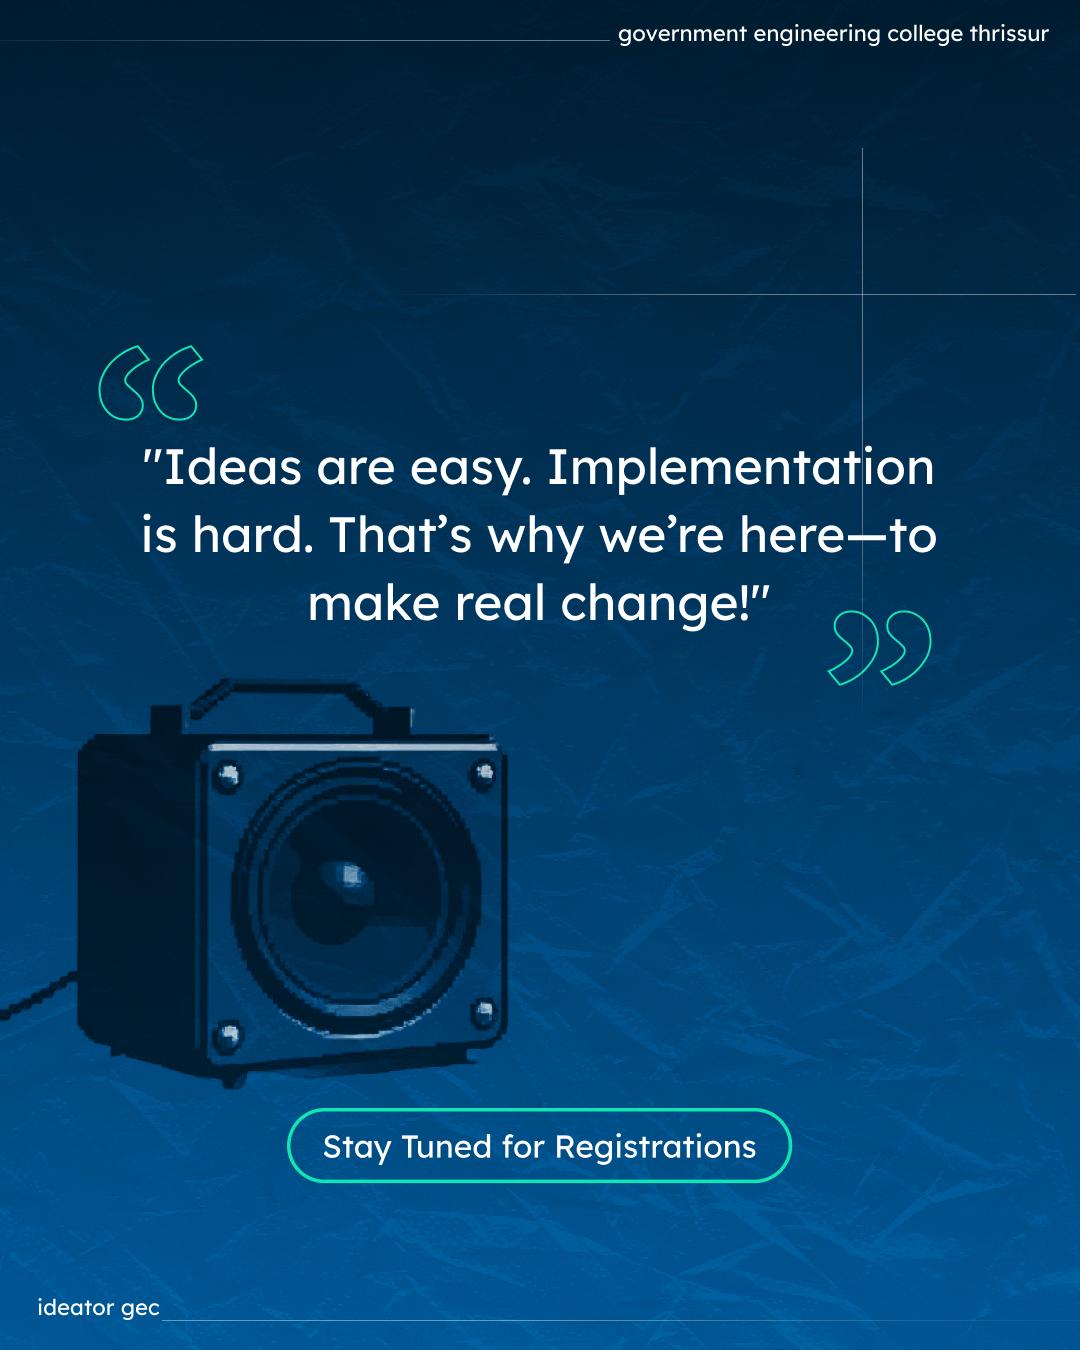 government engineering college thrissur
"Ideas are easy. Implementation
is hard. That’s why we’re here—to
make real change!"
Stay Tuned for Registrations
ideator gec